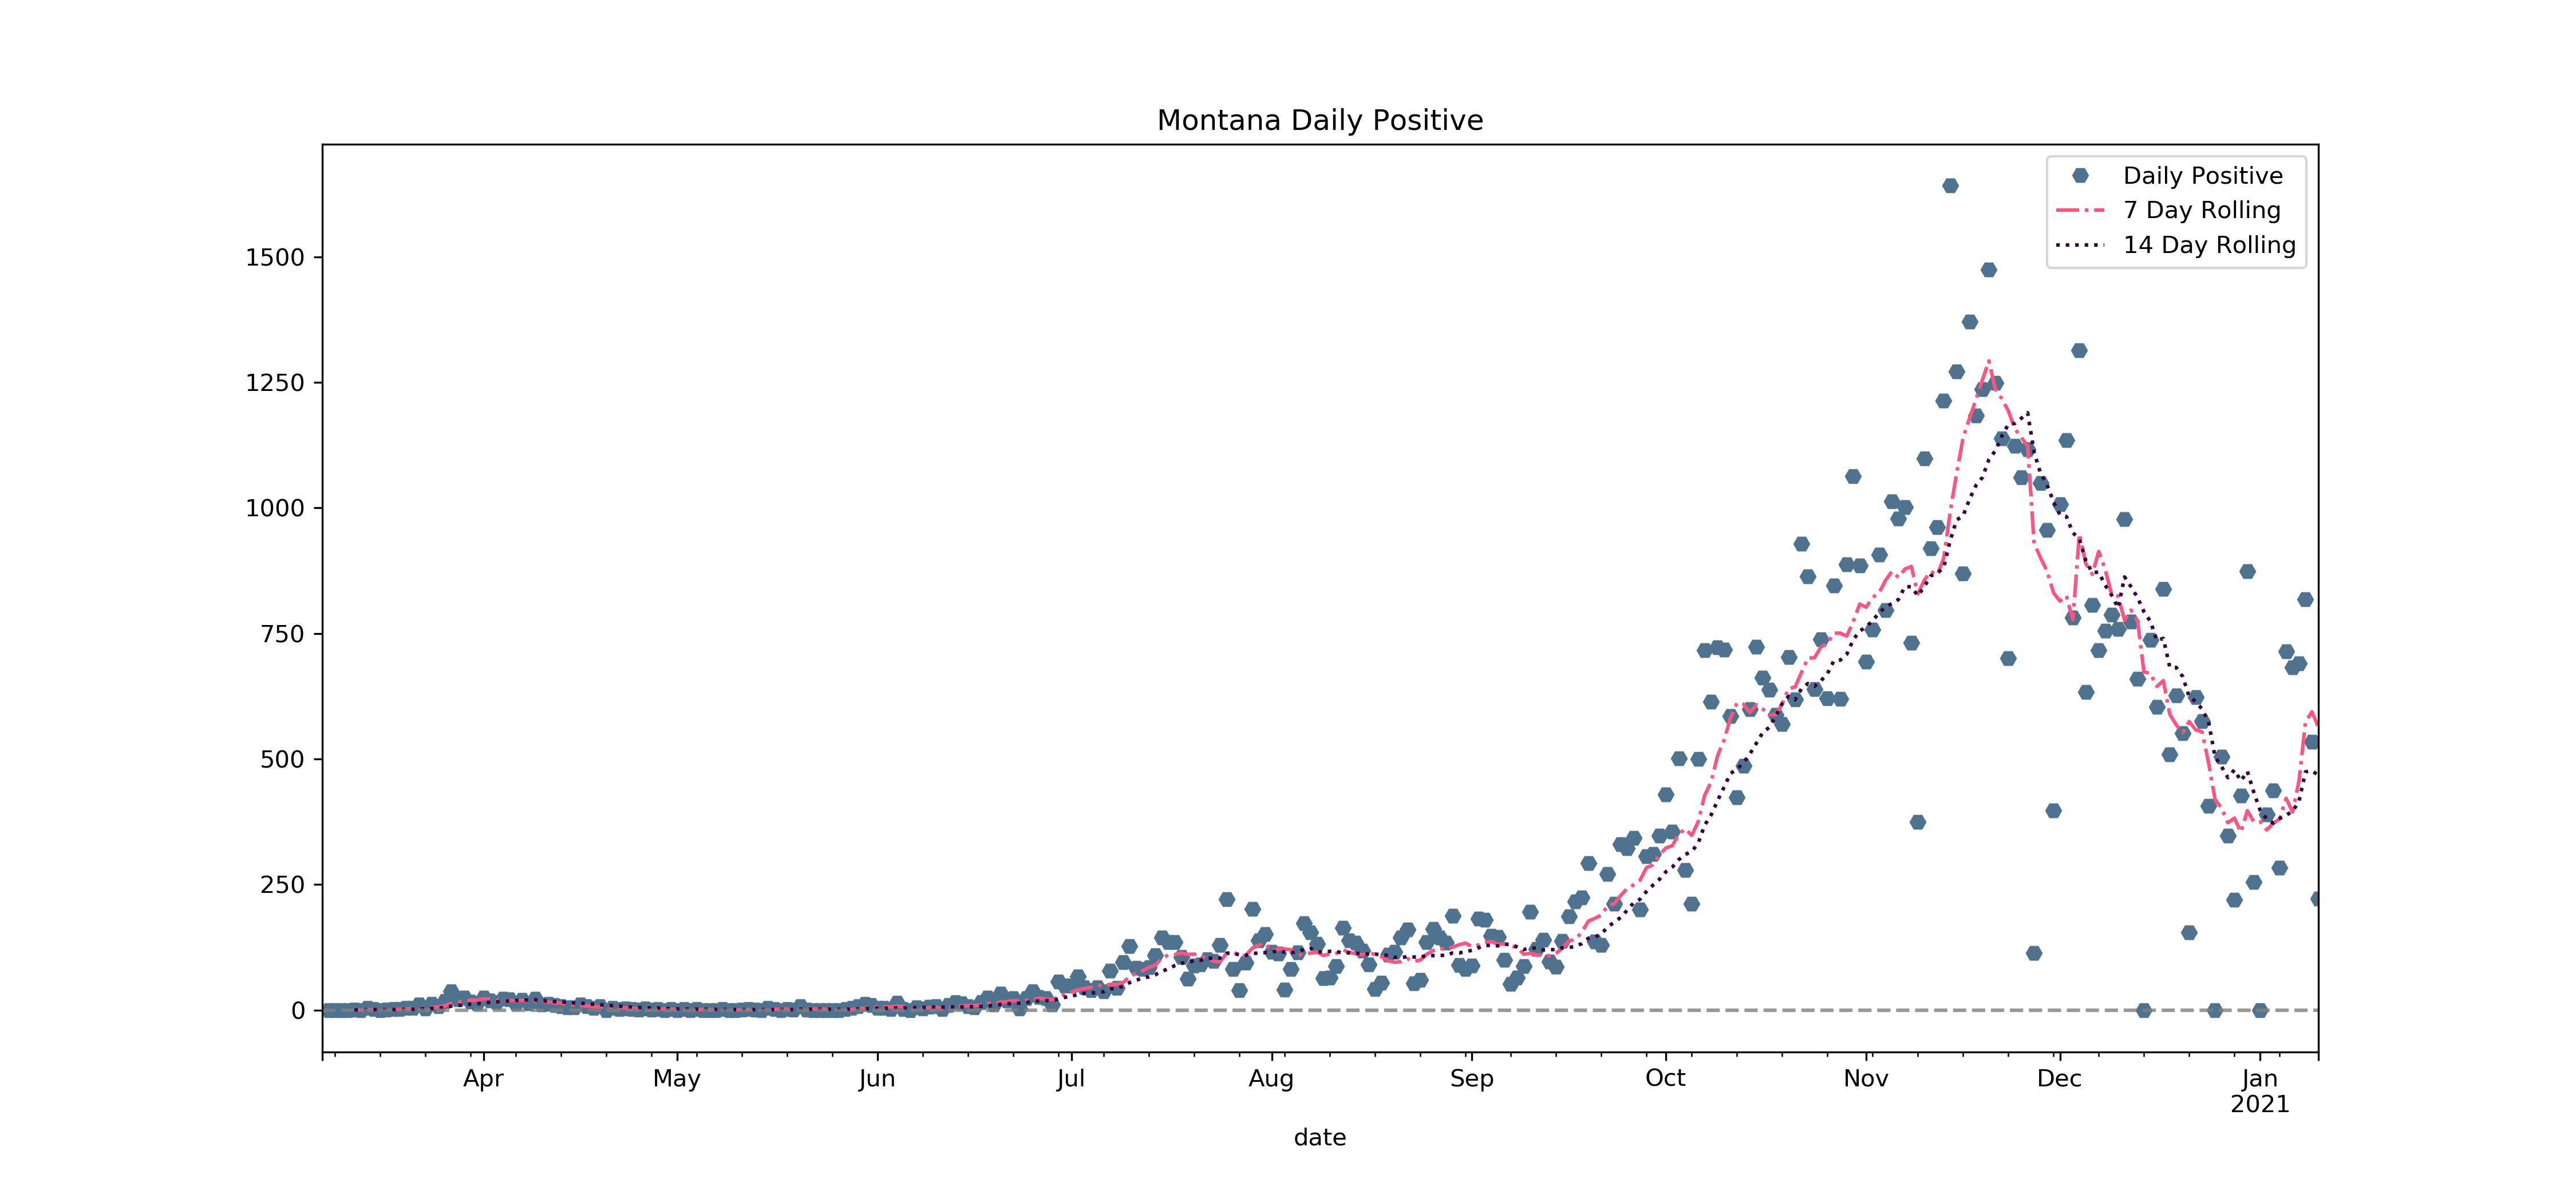 Montana Daily Positive
Daily Positive
7 Day Rolling
14 Day Rolling
1500
1250
1000
750
500
250
0
Apr
May
Jun
Jul
Aug
Sep
Oct
Nov
Dec
Jan
2021
date